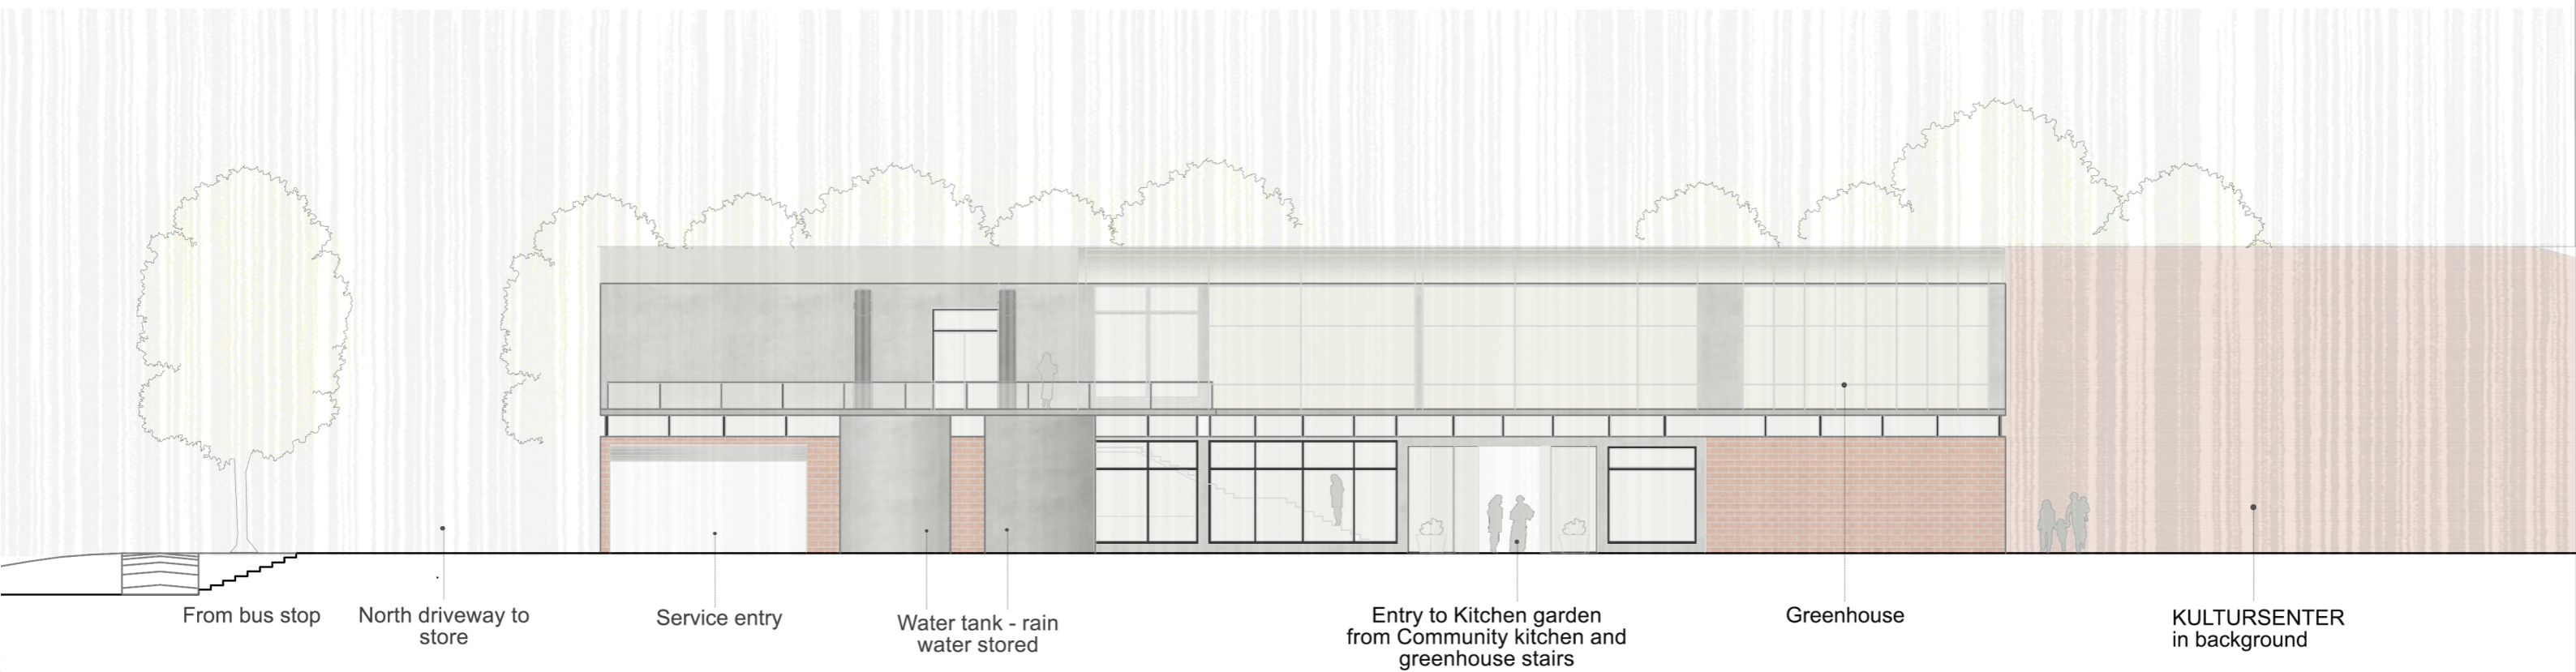 From bus stop
North driveway to
store
Service entry
Water tank - rain
water stored
Entry to Kitchen garden
from Community kitchen and
greenhouse stairs
Greenhouse
KULTURSENTER
in background